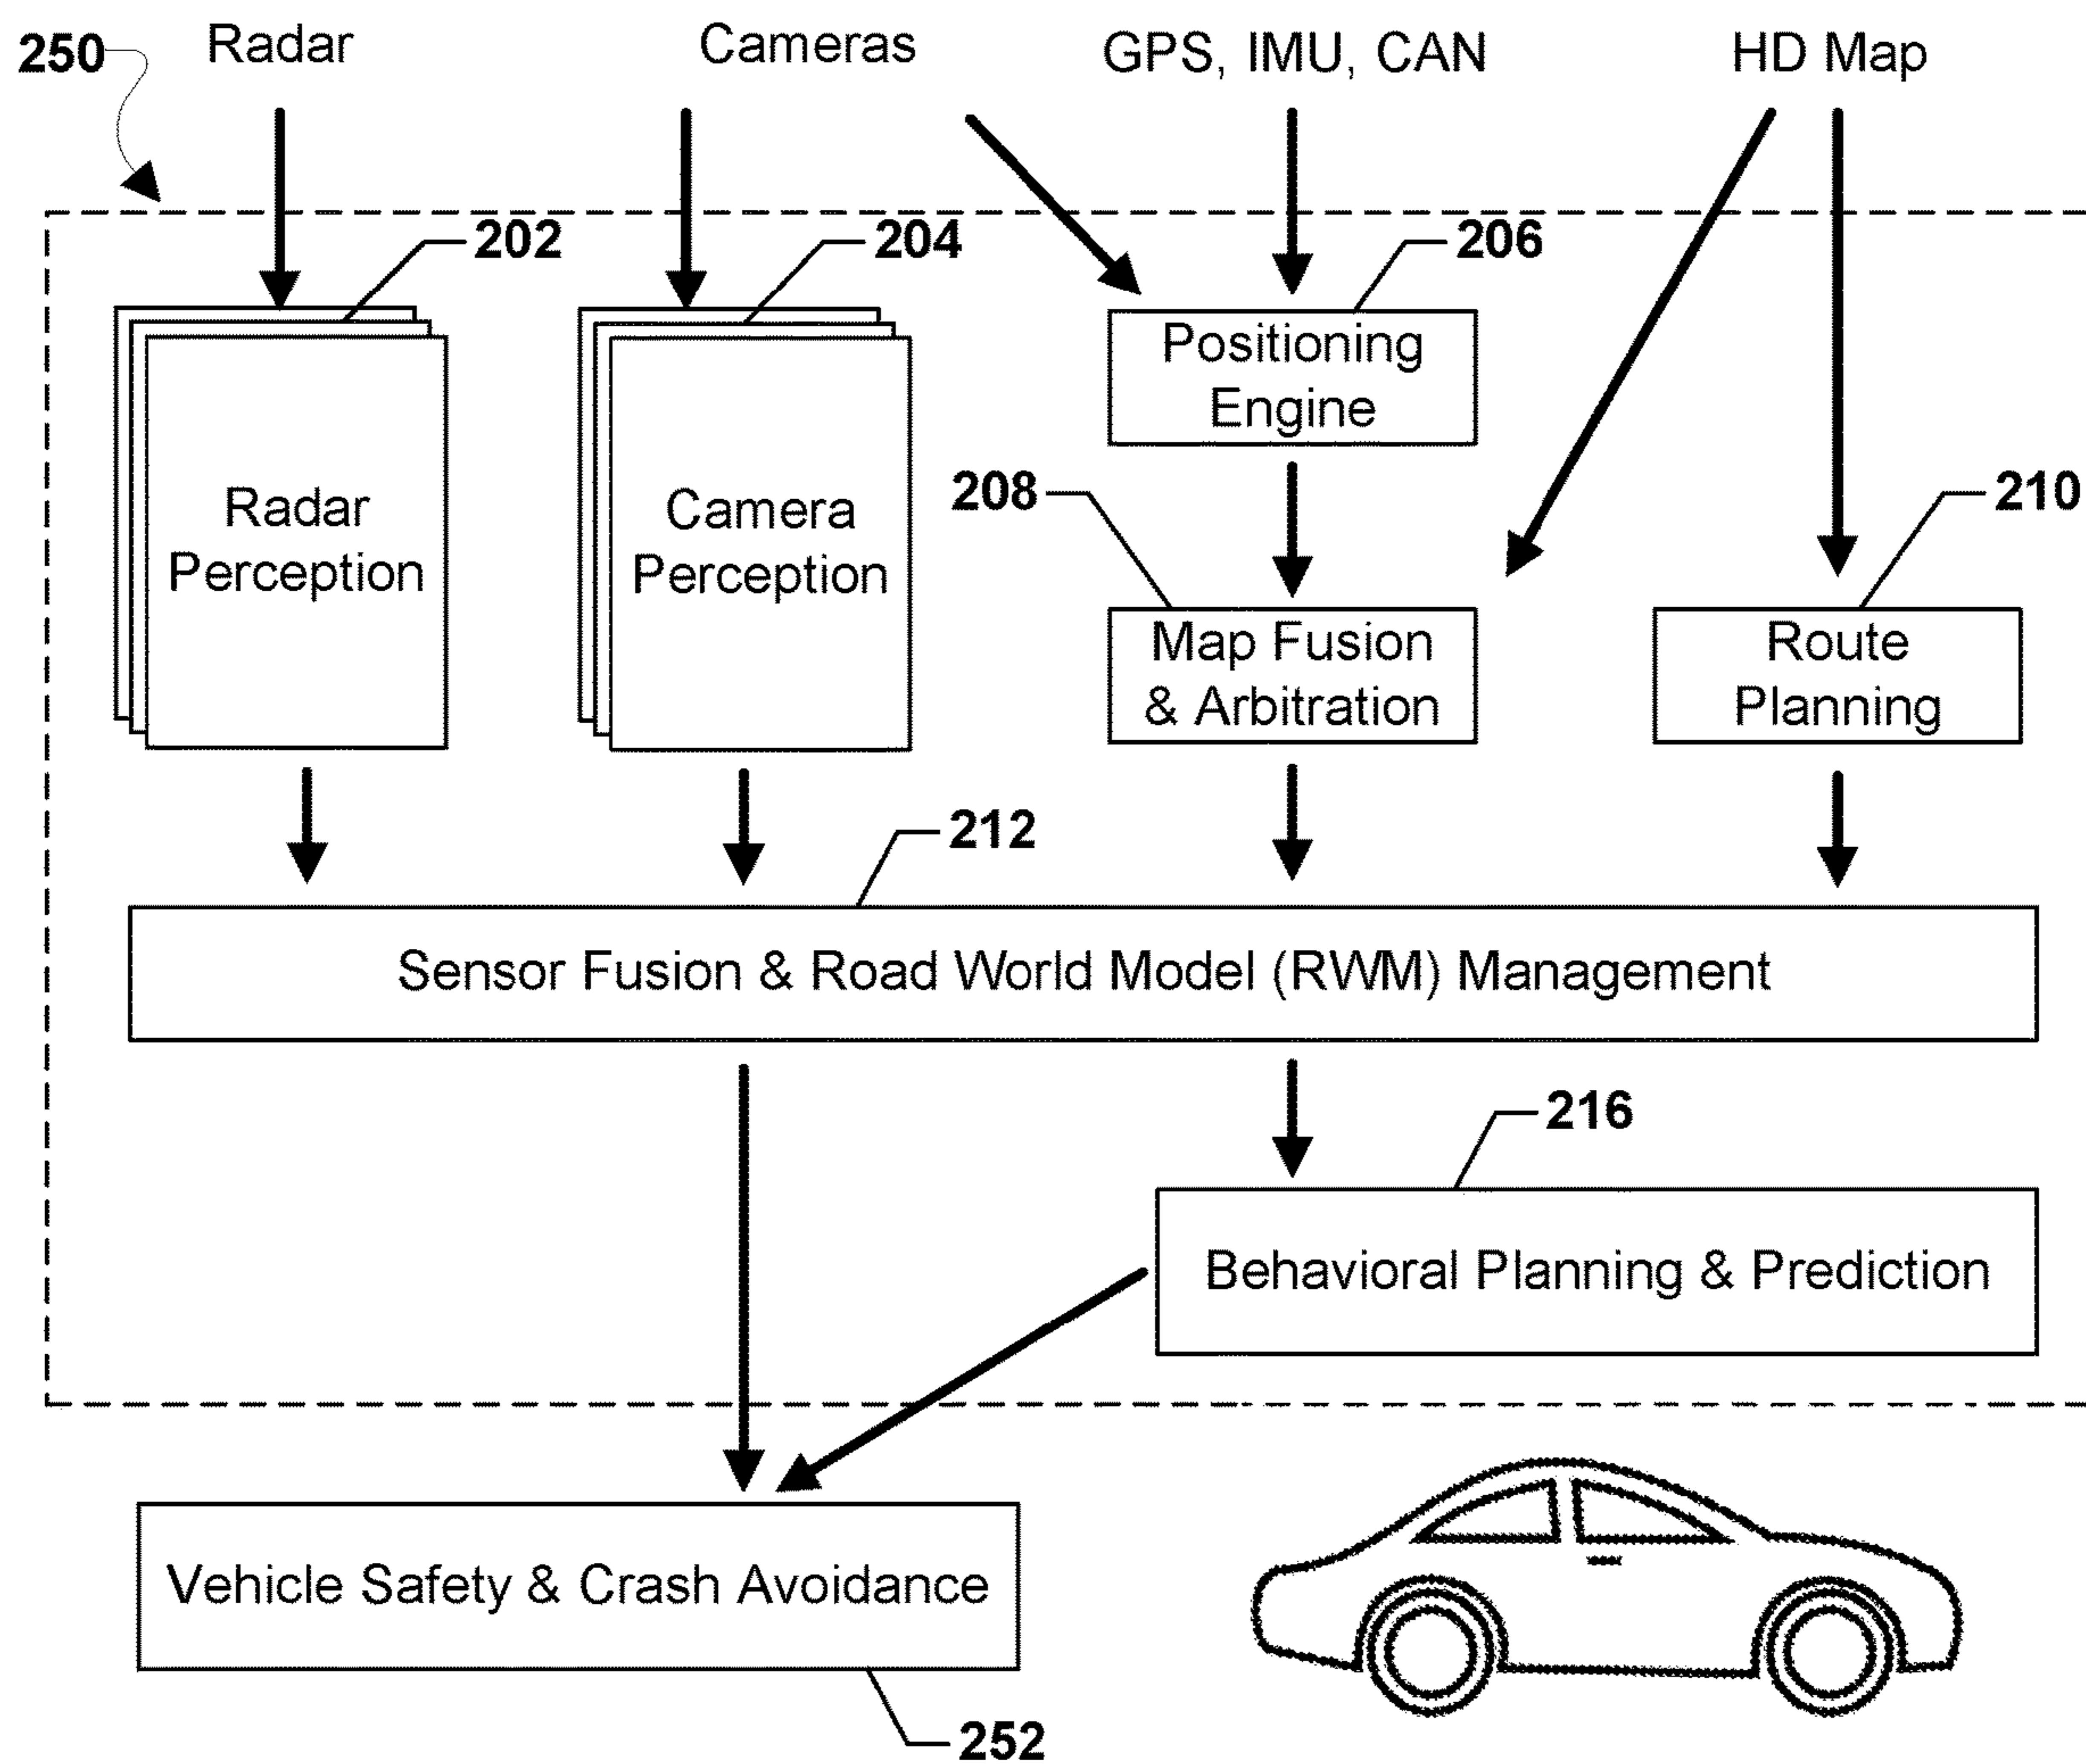 250
Radar
Cameras
GPS, IMU, CAN
HD Map
202
204
206
Positioning
Engine
208
210
Radar
Perception
Camera
Perception
Map Fusion
& Arbitration
Route
Planning
212
Sensor Fusion & Road World Model (RWM) Management
216
Behavioral Planning & Prediction
Vehicle Safety & Crash Avoidance
252